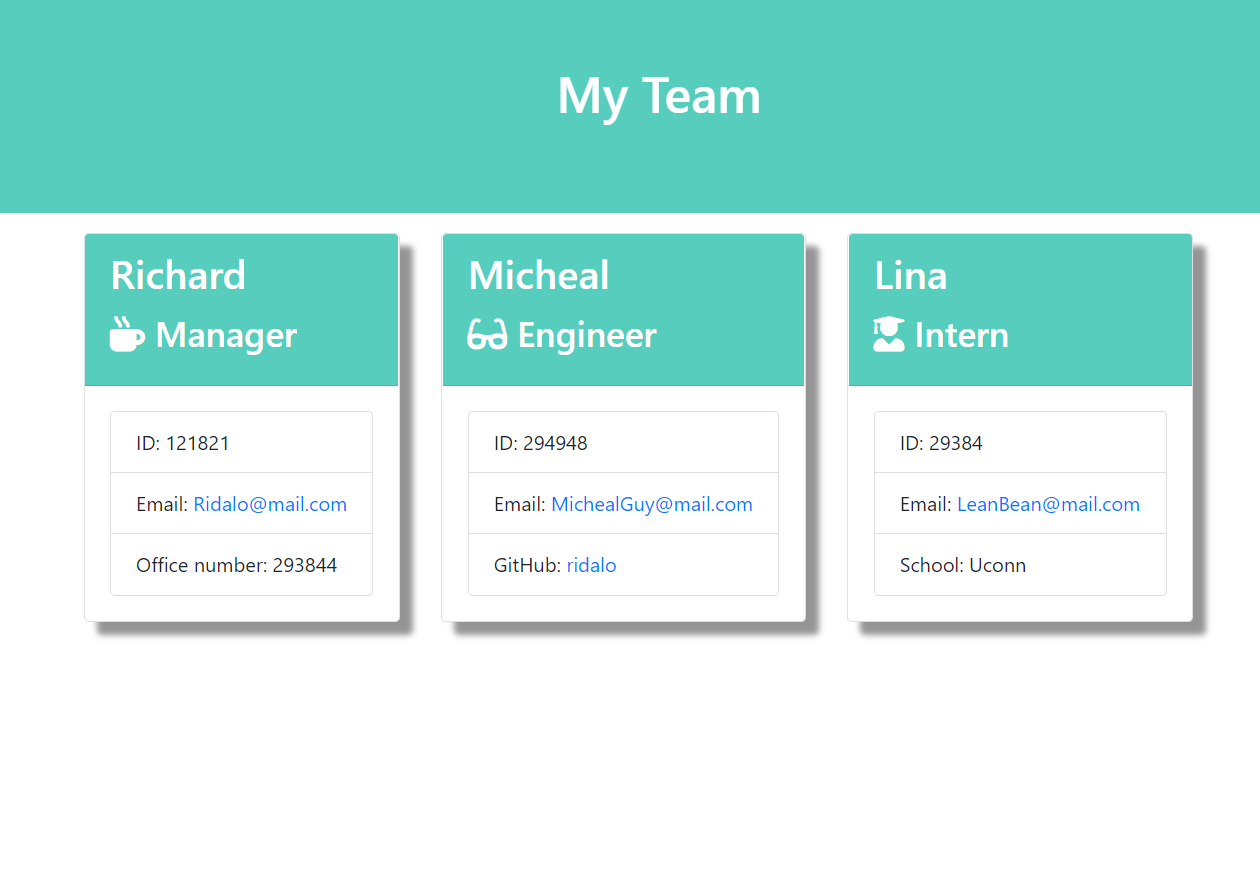 My Team
Richard
Manager
ID: 121821
Email: Ridalo@mail.com
Office number: 293844
Micheal
Engineer
ID: 294948
Email: MichealGuy@mail.com
GitHub: ridalo
Lina
Intern
ID: 29384
Email: LeanBean@mail.com
School: Uconn